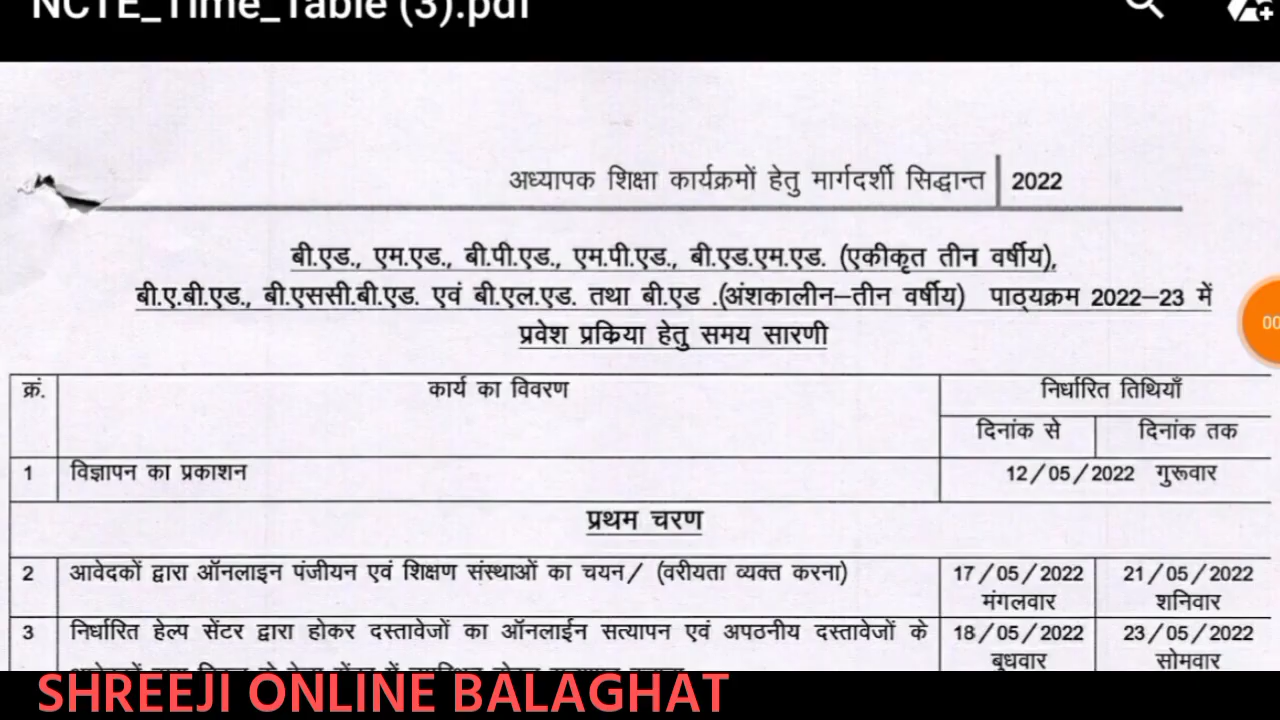 NCTE_Time_Table (3).pdf
अध्यापक शिक्षा कार्यक्रमों हेतु मार्गदर्शी सिद्धान्त 2022
बी.एड., एम.एड., बी.पी.एड., एम.पी.एड., बी.एड.एम.एड. (एकीकृत तीन वर्षीय),
बी.ए.बी.एड., बी.एससी.बी.एड. एवं बी.एल.एड. तथा बी.एड .(अंशकालीन–तीन वर्षीय) पाठ्यक्रम 2022–23 में
प्रवेश प्रकिया हेतु समय सारणी
क्रं. कार्य का विवरण निर्धारित तिथियाँ
दिनांक से दिनांक तक
1 विज्ञापन का प्रकाशन 12/05/2022 गुरूवार
प्रथम चरण
2 आवेदकों द्वारा ऑनलाइन पंजीयन एवं शिक्षण संस्थाओं का चयन/ (वरीयता व्यक्त करना) 17/05/2022 21/05/2022
मंगलवार शनिवार
3 निर्धारित हेल्प सेंटर द्वारा होकर दस्तावेजों का ऑनलाईन सत्यापन एवं अपठनीय दस्तावेजों के 18/05/2022 23/05/2022
बुधवार सोमवार
00
SHREEJI ONLINE BALAGHAT